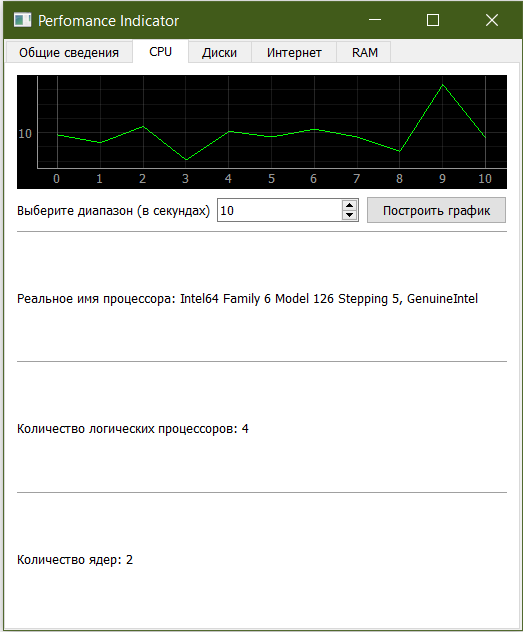 Perfomance Indicator
Общие сведения CPU Диски Интернет RAM
10
0 1 2 3 4 5 6 7 8 9 10
Выберите диапазон (в секундах) 10 Построить график
Реальное имя процессора: Intel64 Family 6 Model 126 Stepping 5, GenuineIntel
Количество логических процессоров: 4
Количество ядер: 2